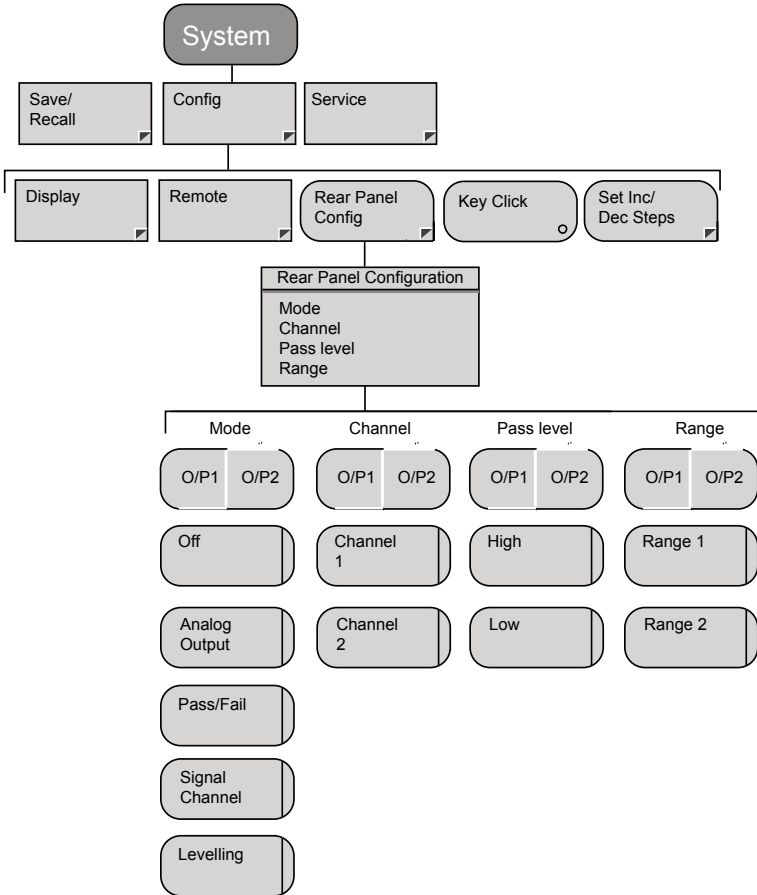 System
Save/
Recall
Config
Service
Display
Remote
Rear Panel
Config
Key Click
Set Inc/
Dec Steps
Rear Panel Configuration
Mode
Channel
Pass level
Range
Mode
Channel
Pass level
Range
O/P1 O/P2
O/P1 O/P2
O/P1 O/P2
O/P1 O/P2
Off
Channel
1
High
Range 1
Analog
Output
Channel
2
Low
Range 2
Pass/Fail
Signal
Channel
Levelling